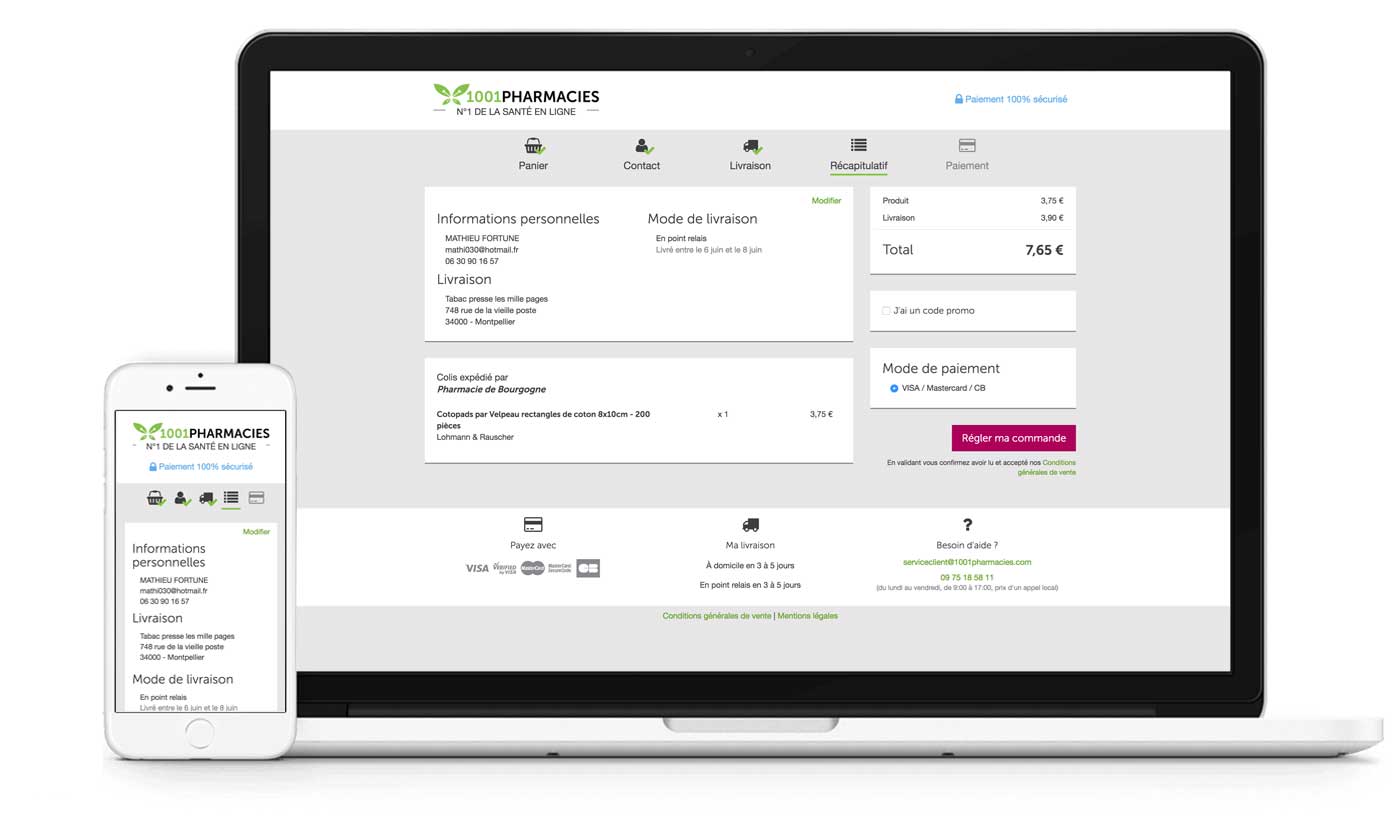 1001PHARMACIES
N°1 DE LA SANTÉ EN LIGNE
Paiement 100% sécurisé
Panier
Contact
Livraison
Récapitulatif
Paiement
Modifier
Informations personnelles
MATHIEU FORTUNE
mathi030@hotmail.fr
06 30 90 16 57
Livraison
Tabac presse les mille pages
748 rue de la vieille poste
34000 - Montpellier
Mode de livraison
En point relais
Livré entre le 6 juin et le 8 juin
Produit 3,75 €
Livraison 3,90 €
Total 7,65 €
J'ai un code promo
Mode de paiement
VISA / Mastercard / CB
Régler ma commande
En validant vous confirmez avoir lu et accepté nos Conditions
générales de vente
Colis expédié par
Pharmacie de Bourgogne
Cotopads par Velpeau rectangles de coton 8x10cm - 200 x 1 3,75 €
pièces
Lohmann & Rauscher
Payez avec
VISA VERIFIED by VISA MasterCard MasterCard SecureCode CB
Ma livraison
À domicile en 3 à 5 jours
En point relais en 3 à 5 jours
?
Besoin d'aide ?
serviceclient@1001pharmacies.com
09 75 18 58 11
(du lundi au vendredi, de 9:00 à 17:00, prix d'un appel local)
Conditions générales de vente | Mentions légales
1001PHARMACIES
N°1 DE LA SANTÉ EN LIGNE
Paiement 100% sécurisé
Modifier
Informations
personnelles
MATHIEU FORTUNE
mathi030@hotmail.fr
06 30 90 16 57
Livraison
Tabac presse les mille pages
748 rue de la vieille poste
34000 - Montpellier
Mode de livraison
En point relais
Livré entre le 6 juin et le 8 juin